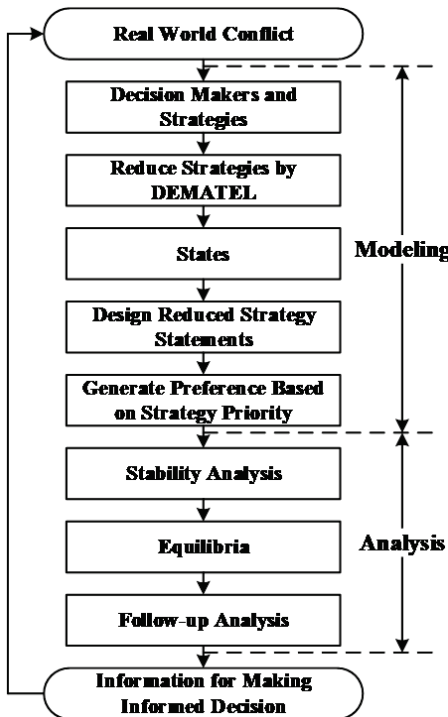 Real World Conflict
Decision Makers and
Strategies
Reduce Strategies by
DEMATEL
States
Modeling
Design Reduced Strategy
Statements
Generate Preference Based
on Strategy Priority
Stability Analysis
Equilibria
Analysis
Follow-up Analysis
Information for Making
Informed Decision